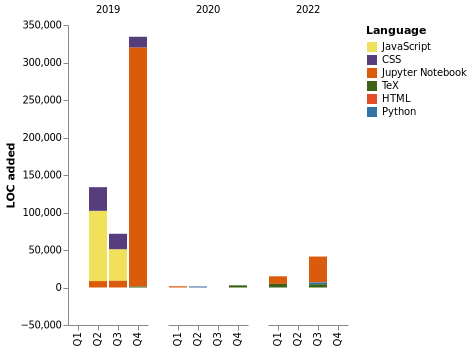 2019 2020 2022
350,000
300,000
250,000
200,000
150,000
100,000
50,000
0
−50,000
LOC added
Q1 Q2 Q3 Q4 Q1 Q2 Q3 Q4 Q1 Q2 Q3 Q4
Language
JavaScript
CSS
Jupyter Notebook
TeX
HTML
Python